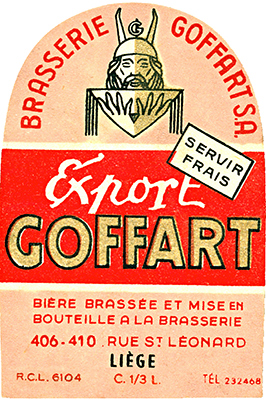 BRASSERIE GOFFART S.A.
G
SERVIR
FRAIS
Export
GOFFART
BIÈRE BRASSÉE ET MISE EN
BOUTEILLE A LA BRASSERIE
406-410 RUE ST LÉONARD
LIÈGE
R.C.L. 6104 C. 1/3 L. TÉL 232468